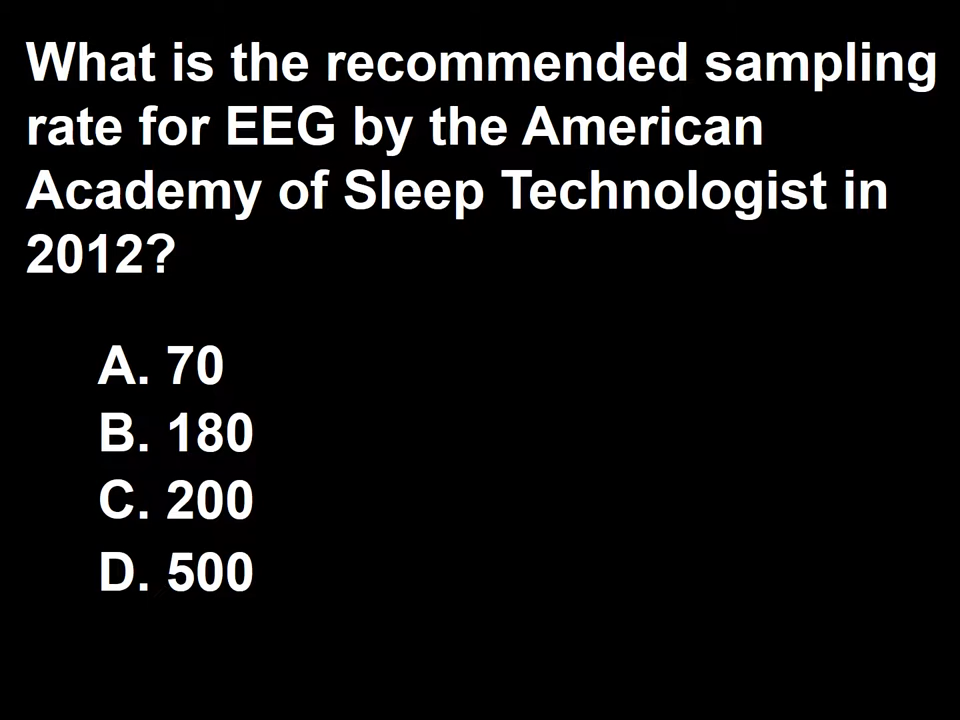 What is the recommended sampling
rate for EEG by the American
Academy of Sleep Technologist in
2012?
A. 70
B. 180
C. 200
D. 500